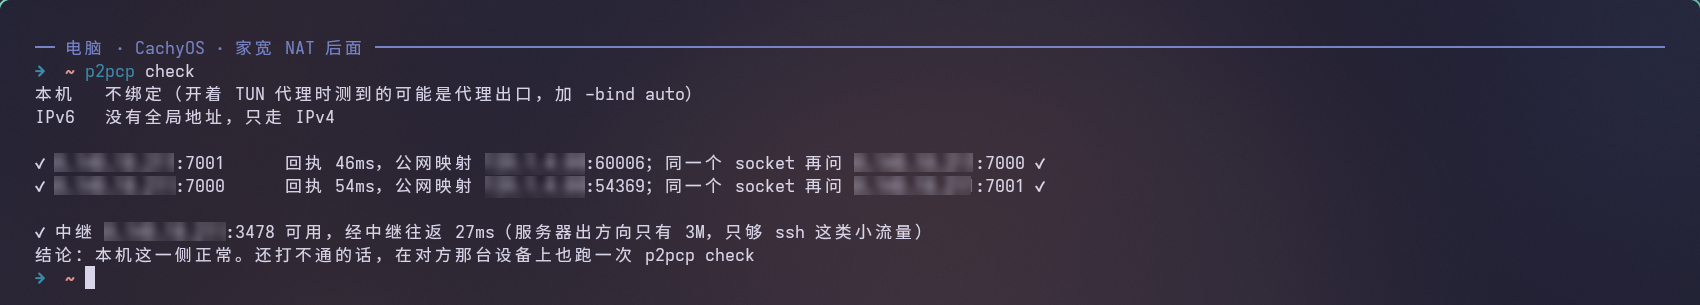 电脑 · CachyOS · 家宽 NAT 后面
➜ ~ p2pcp check
本机 不绑定（开着 TUN 代理时测到的可能是代理出口，加 -bind auto）
IPv6 没有全局地址，只走 IPv4
✓ :7001 回执 46ms，公网映射 :60006；同一个 socket 再问 :7000 ✓
✓ :7000 回执 54ms，公网映射 :54369；同一个 socket 再问 :7001 ✓
✓ 中继 :3478 可用，经中继往返 27ms（服务器出方向只有 3M，只够 ssh 这类小流量）
结论：本机这一侧正常。还打不通的话，在对方那台设备上也跑一次 p2pcp check
➜ ~